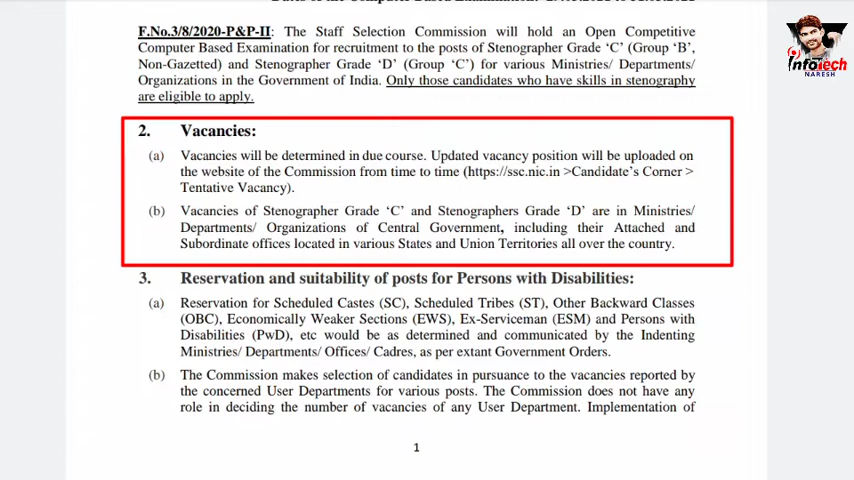 F.No.3/8/2020-P&P-II: The Staff Selection Commission will hold an Open Competitive
Computer Based Examination for recruitment to the posts of Stenographer Grade ‘C’ (Group ‘B’,
Non-Gazetted) and Stenographer Grade ‘D’ (Group ‘C’) for various Ministries/ Departments/
Organizations in the Government of India. Only those candidates who have skills in stenography
are eligible to apply.
2. Vacancies:
(a) Vacancies will be determined in due course. Updated vacancy position will be uploaded on
the website of the Commission from time to time (https://ssc.nic.in >Candidate’s Corner >
Tentative Vacancy).
(b) Vacancies of Stenographer Grade ‘C’ and Stenographers Grade ‘D’ are in Ministries/
Departments/ Organizations of Central Government, including their Attached and
Subordinate offices located in various States and Union Territories all over the country.
3. Reservation and suitability of posts for Persons with Disabilities:
(a) Reservation for Scheduled Castes (SC), Scheduled Tribes (ST), Other Backward Classes
(OBC), Economically Weaker Sections (EWS), Ex-Serviceman (ESM) and Persons with
Disabilities (PwD), etc would be as determined and communicated by the Indenting
Ministries/ Departments/ Offices/ Cadres, as per extant Government Orders.
(b) The Commission makes selection of candidates in pursuance to the vacancies reported by
the concerned User Departments for various posts. The Commission does not have any
role in deciding the number of vacancies of any User Department. Implementation of
1
infoTech
NARESH